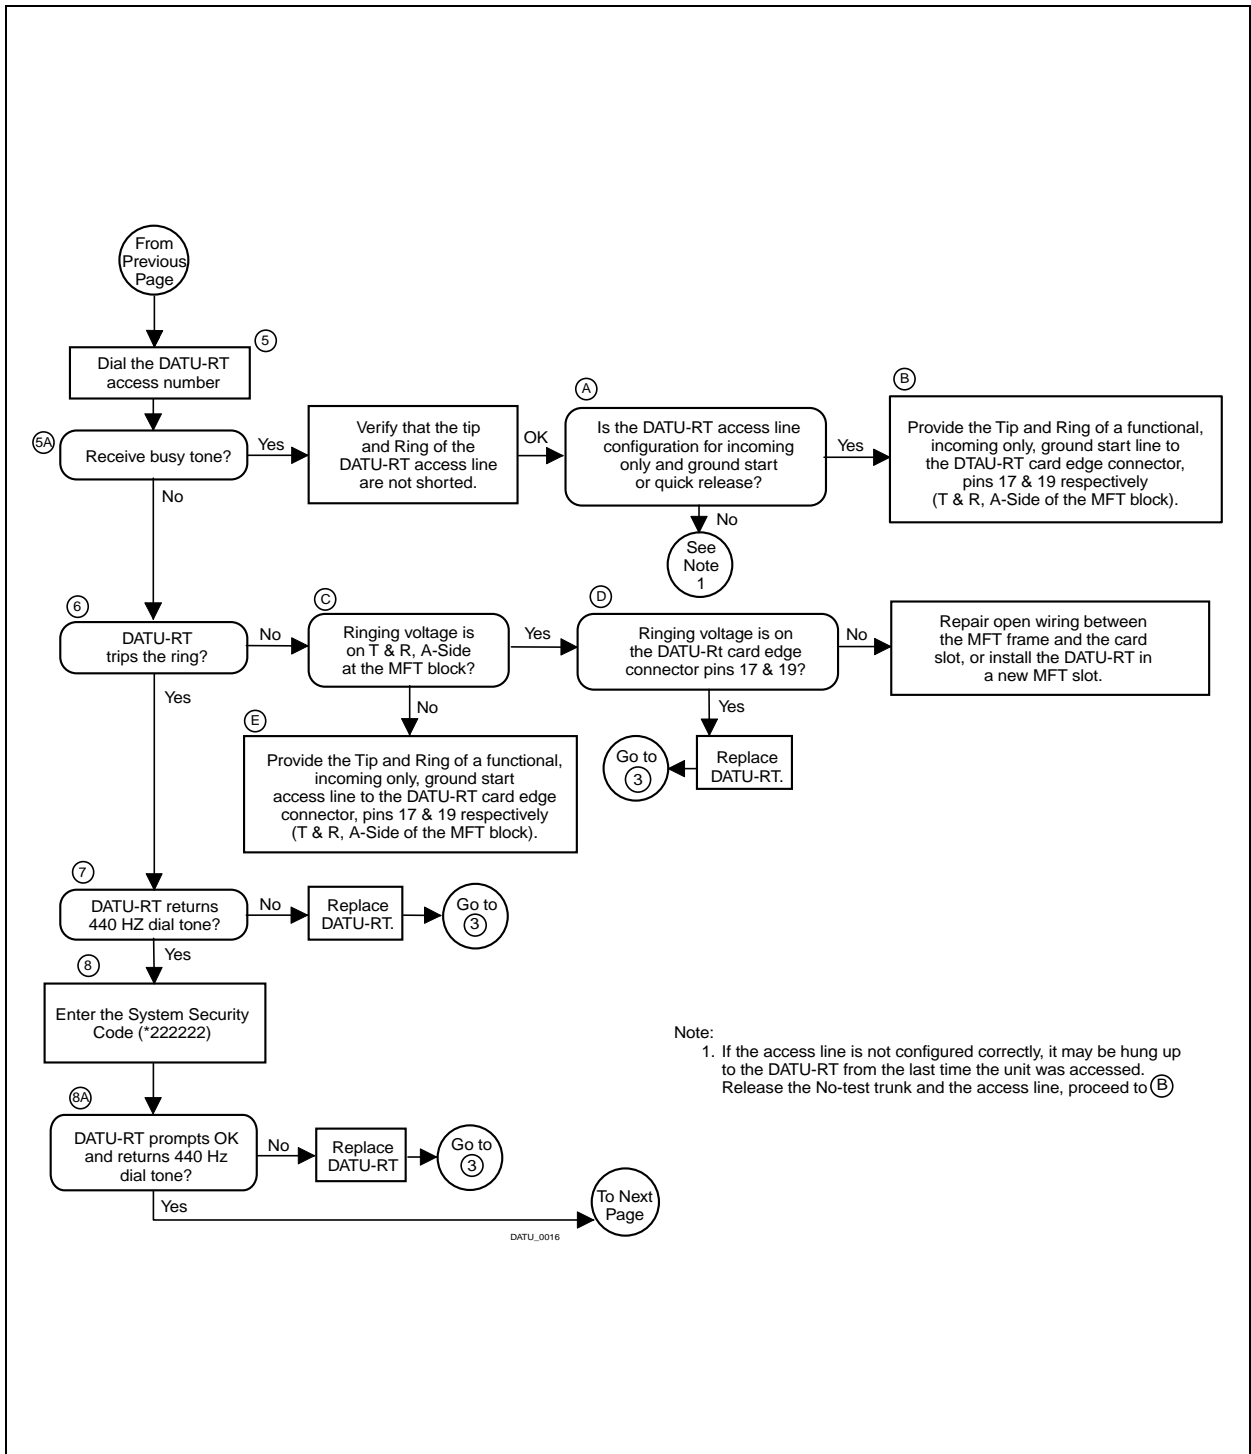 From
Previous
Page
5
Dial the DATU-RT
access number
5A
Receive busy tone?
Yes
No
Verify that the tip
and Ring of the
DATU-RT access line
are not shorted.
OK
A
Is the DATU-RT access line
configuration for incoming
only and ground start
or quick release?
Yes
No
See
Note
1
B
Provide the Tip and Ring of a functional,
incoming only, ground start line to
the DTAU-RT card edge connector,
pins 17 & 19 respectively
(T & R, A-Side of the MFT block).
6
DATU-RT
trips the ring?
No
Yes
C
Ringing voltage is
on T & R, A-Side
at the MFT block?
Yes
No
D
Ringing voltage is on
the DATU-Rt card edge
connector pins 17 & 19?
No
Yes
Repair open wiring between
the MFT frame and the card
slot, or install the DATU-RT in
a new MFT slot.
E
Provide the Tip and Ring of a functional,
incoming only, ground start
access line to the DATU-RT card edge
connector, pins 17 & 19 respectively
(T & R, A-Side of the MFT block).
Go to
3
Replace
DATU-RT.
7
DATU-RT returns
440 HZ dial tone?
No
Yes
Replace
DATU-RT.
Go to
3
8
Enter the System Security
Code (*222222)
8A
DATU-RT prompts OK
and returns 440 Hz
dial tone?
No
Yes
Replace
DATU-RT
Go to
3
To Next
Page
DATU_0016
Note:
1. If the access line is not configured correctly, it may be hung up
to the DATU-RT from the last time the unit was accessed.
Release the No-test trunk and the access line, proceed to B